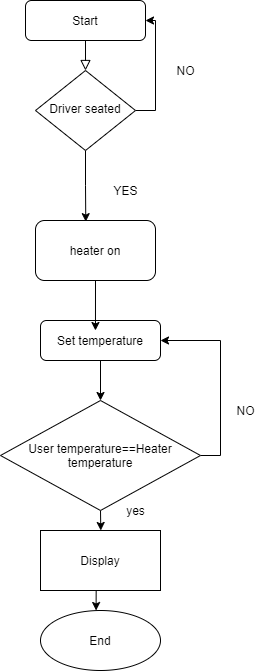 Start
NO
Driver seated
YES
heater on
Set temperature
NO
User temperature==Heater
temperature
yes
Display
End